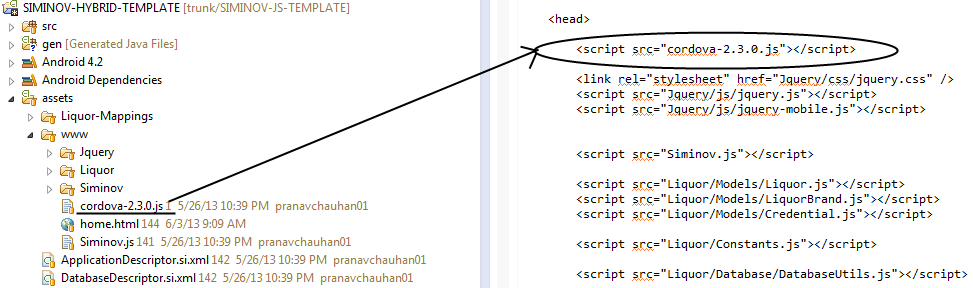 SIMINOV-HYBRID-TEMPLATE [trunk/SIMINOV-JS-TEMPLATE]
src
gen [Generated Java Files]
Android 4.2
Android Dependencies
assets
Liquor-Mappings
www
Jquery
Liquor
Siminov
cordova-2.3.0.js 1 5/26/13 10:39 PM pranavchauhan01
home.html 144 6/3/13 9:09 AM
Siminov.js 141 5/26/13 10:39 PM pranavchauhan01
ApplicationDescriptor.si.xml 142 5/26/13 10:39 PM pranavchauhan01
DatabaseDescriptor.si.xml 142 5/26/13 10:39 PM pranavchauhan01
<head>
<script src="cordova-2.3.0.js"></script>
<link rel="stylesheet" href="Jquery/css/jquery.css" />
<script src="Jquery/js/jquery.js"></script>
<script src="Jquery/js/jquery-mobile.js"></script>
<script src="Siminov.js"></script>
<script src="Liquor/Models/Liquor.js"></script>
<script src="Liquor/Models/LiquorBrand.js"></script>
<script src="Liquor/Models/Credential.js"></script>
<script src="Liquor/Constants.js"></script>
<script src="Liquor/Database/DatabaseUtils.js"></script>